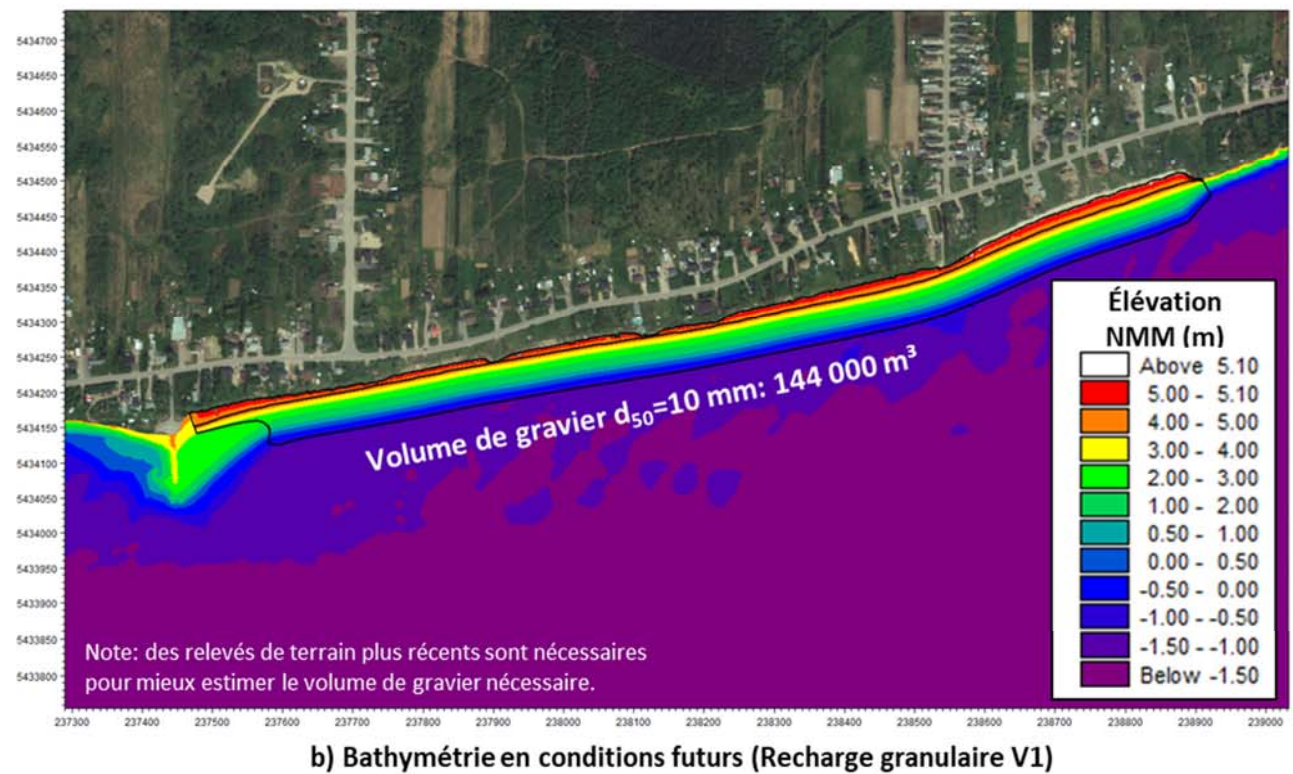 5434700
5434650
5434600
5434550
5434500
5434450
5434400
5434350
5434300
5434250
5434200
5434150
5434100
5434050
5434000
5433950
5433900
5433850
5433800
Volume de gravier d₅₀=10 mm: 144 000 m³
Élévation
NMM (m)
Above 5.10
5.00 - 5.10
4.00 - 5.00
3.00 - 4.00
2.00 - 3.00
1.00 - 2.00
0.50 - 1.00
0.00 - 0.50
-0.50 - 0.00
-1.00 - -0.50
-1.50 - -1.00
Below -1.50
Note: des relevés de terrain plus récents sont nécessaires
pour mieux estimer le volume de gravier nécessaire.
237300 237400 237500 237600 237700 237800 237900 238000 238100 238200 238300 238400 238500 238600 238700 238800 238900 239000
b) Bathymétrie en conditions futurs (Recharge granulaire V1)